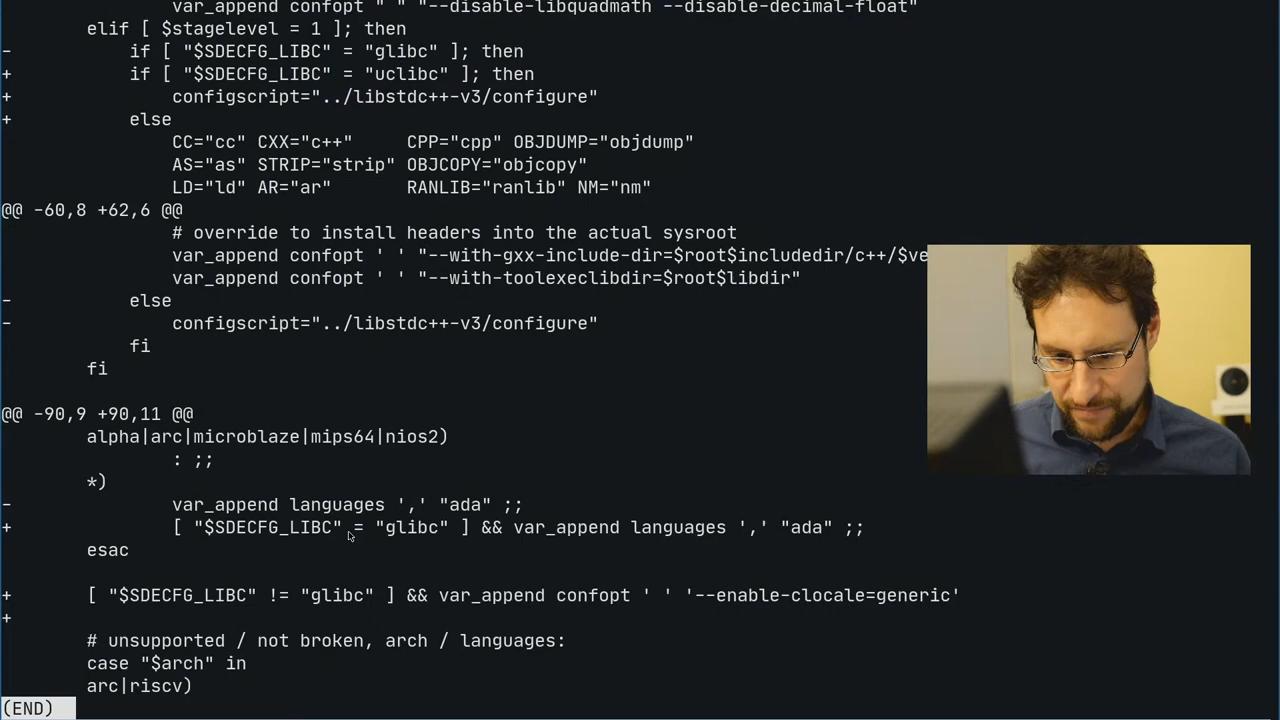 var_append confopt " " "--disable-libquadmath --disable-decimal-float"
elif [ $stagelevel = 1 ]; then
- if [ "$SDECFG_LIBC" = "glibc" ]; then
+ if [ "$SDECFG_LIBC" = "uclibc" ]; then
+ configscript="../libstdc++-v3/configure"
+ else
CC="cc" CXX="c++" CPP="cpp" OBJDUMP="objdump"
AS="as" STRIP="strip" OBJCOPY="objcopy"
LD="ld" AR="ar" RANLIB="ranlib" NM="nm"
@@ -60,8 +62,6 @@
# override to install headers into the actual sysroot
var_append confopt ' ' "--with-gxx-include-dir=$root$includedir/c++/$ve
var_append confopt ' ' "--with-toolexeclibdir=$root$libdir"
- else
- configscript="../libstdc++-v3/configure"
fi
fi
@@ -90,9 +90,11 @@
alpha|arc|microblaze|mips64|nios2)
: ;;
*)
- var_append languages ',' "ada" ;;
+ [ "$SDECFG_LIBC" = "glibc" ] && var_append languages ',' "ada" ;;
esac
+ [ "$SDECFG_LIBC" != "glibc" ] && var_append confopt ' ' '--enable-clocale=generic'
+
# unsupported / not broken, arch / languages:
case "$arch" in
arc|riscv)
(END)